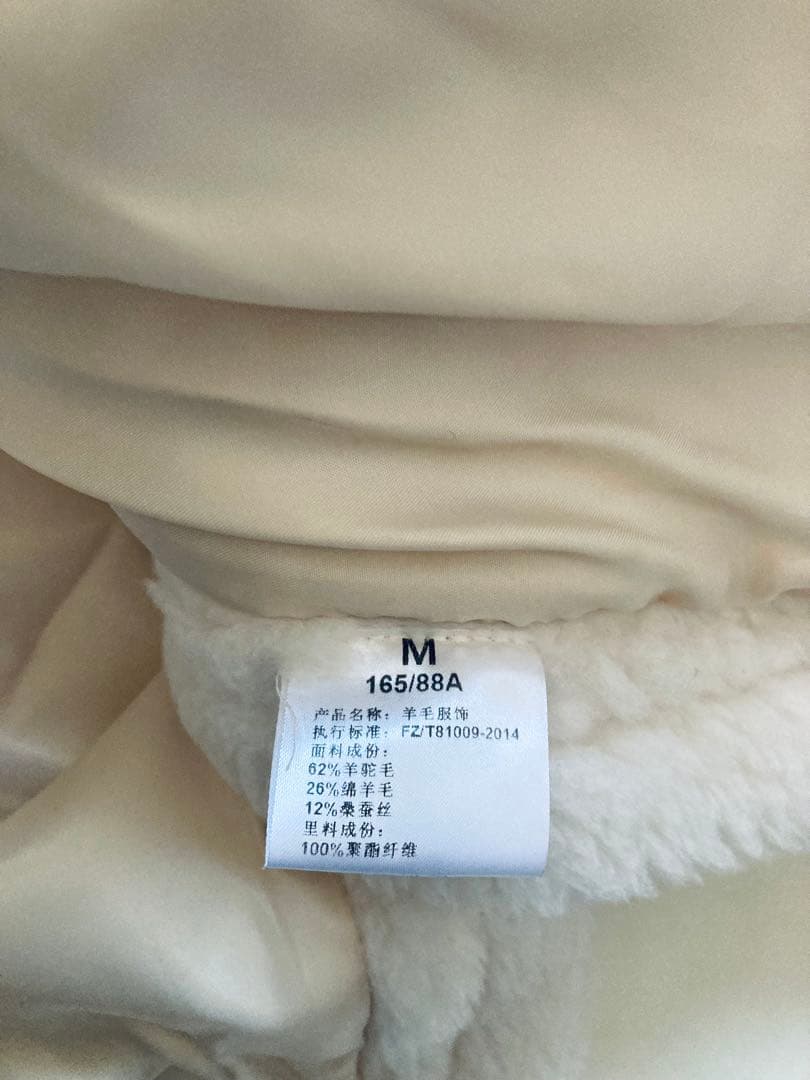 M
165/88A
产品名称：羊毛服饰
执行标准：FZ/T81009-2014
面料成份：
62%羊驼毛
26%绵羊毛
12%桑蚕丝
里料成份：
100%聚酯纤维